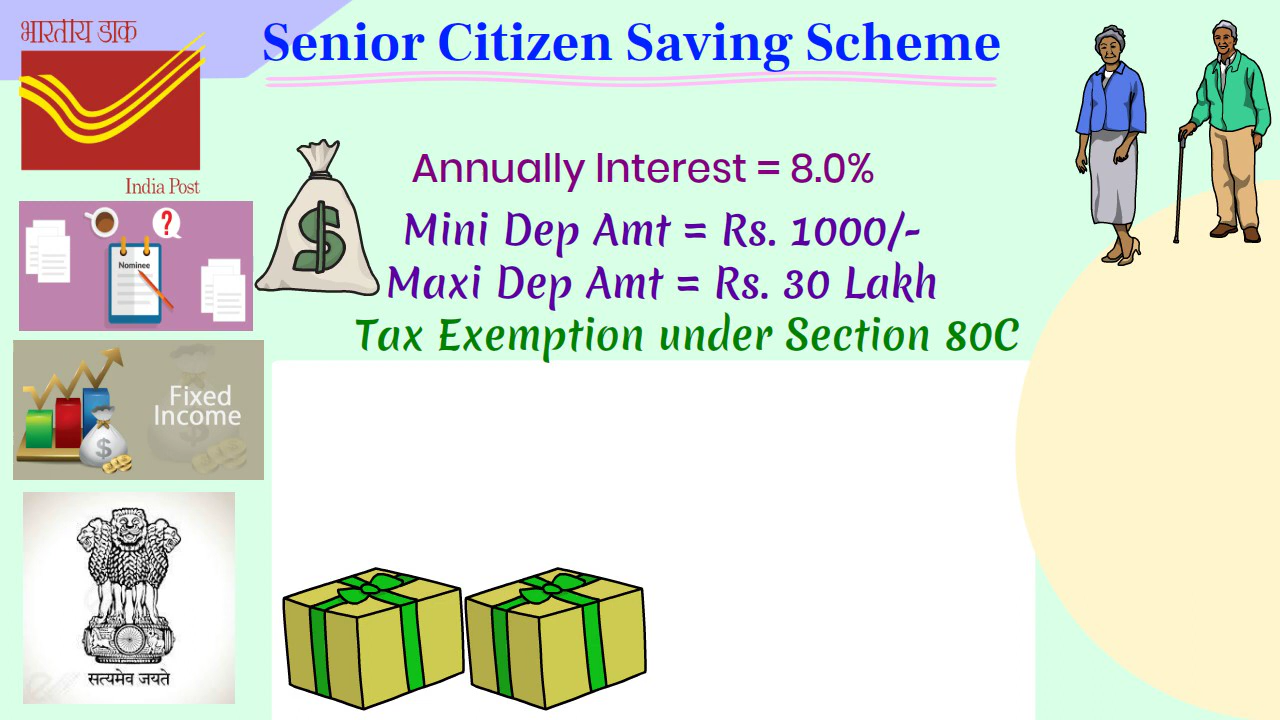 भारतीय डाक
Senior Citizen Saving Scheme
India Post
Annually Interest = 8.0%
Mini Dep Amt = Rs. 1000/-
Maxi Dep Amt = Rs. 30 Lakh
Tax Exemption under Section 80C
?
Nominee
$
Fixed
Income
$
सत्यमेव जयते